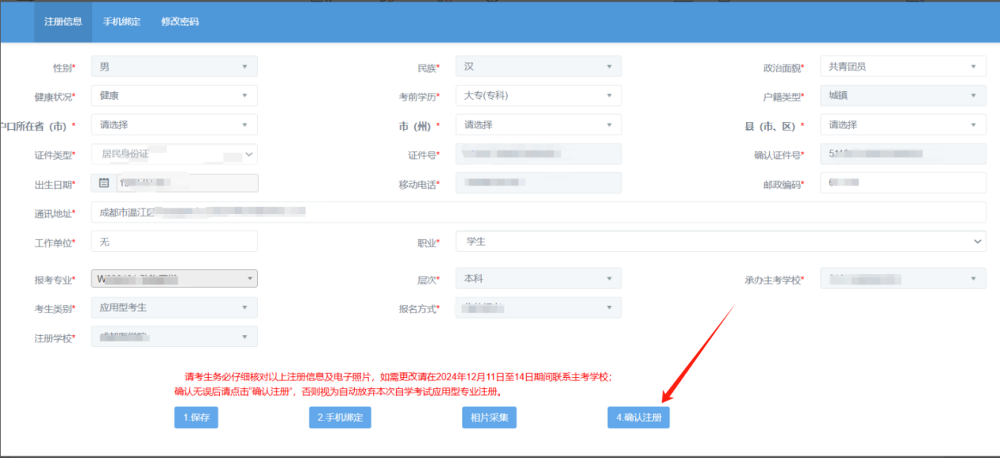 注册信息 手机绑定 修改密码
性别* 男 民族* 汉 政治面貌* 共青团员
健康状况* 健康 考前学历* 大专(专科) 户籍类型* 城镇
户口所在省（市）* 请选择 市（州）* 请选择 县（市、区）* 请选择
证件类型* 居民身份证 证件号* 确认证件号*
出生日期* 移动电话* 邮政编码*
通讯地址* 成都市温江区
工作单位* 无 职业* 学生
报考专业* 层次* 本科 承办主考学校*
考生类别* 应用型考生 报名方式*
注册学校*
请考生务必仔细核对以上注册信息及电子照片，如需更改请在2024年12月11日至14日期间联系主考学校；
确认无误后请点击“确认注册”，否则视为自动放弃本次自学考试应用型专业注册。
1.保存 2.手机绑定 相片采集 4.确认注册